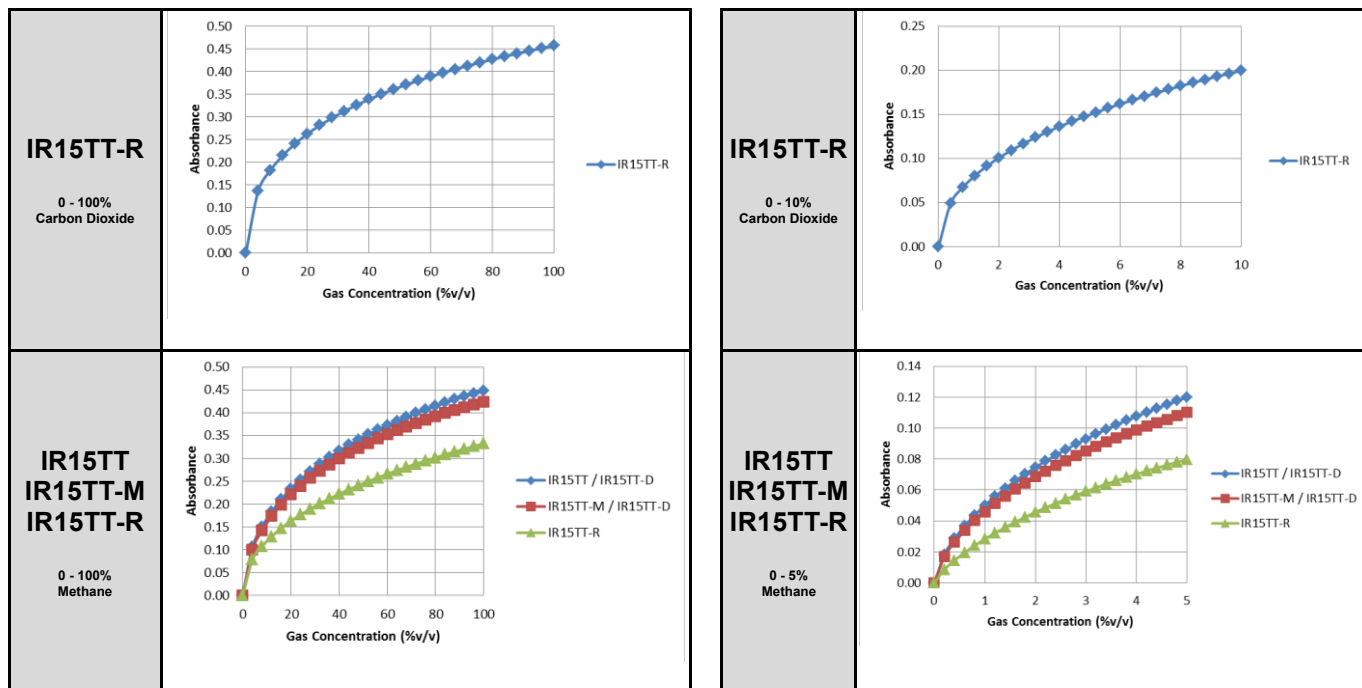 IR15TT-R
0 - 100%
Carbon Dioxide
Absorbance
0.50
0.45
0.40
0.35
0.30
0.25
0.20
0.15
0.10
0.05
0.00
0 20 40 60 80 100
Gas Concentration (%v/v)
IR15TT-R
IR15TT-R
0 - 10%
Carbon Dioxide
Absorbance
0.25
0.20
0.15
0.10
0.05
0.00
0 2 4 6 8 10
Gas Concentration (%v/v)
IR15TT-R
IR15TT
IR15TT-M
IR15TT-R
0 - 100%
Methane
Absorbance
0.50
0.45
0.40
0.35
0.30
0.25
0.20
0.15
0.10
0.05
0.00
0 20 40 60 80 100
Gas Concentration (%v/v)
IR15TT / IR15TT-D
IR15TT-M / IR15TT-D
IR15TT-R
IR15TT
IR15TT-M
IR15TT-R
0 - 5%
Methane
Absorbance
0.14
0.12
0.10
0.08
0.06
0.04
0.02
0.00
0 1 2 3 4 5
Gas Concentration (%v/v)
IR15TT / IR15TT-D
IR15TT-M / IR15TT-D
IR15TT-R